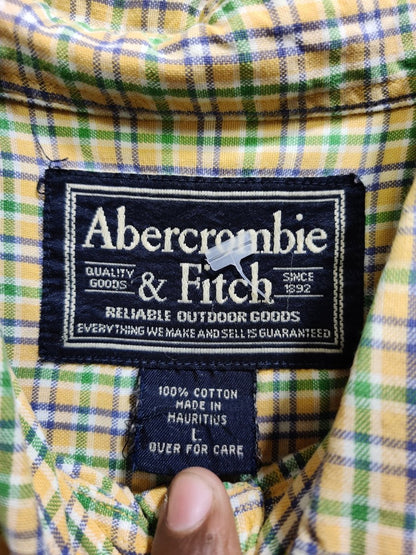 Abercrombie
QUALITY GOODS & Fitch SINCE 1892
RELIABLE OUTDOOR GOODS
EVERYTHING WE MAKE AND SELL IS GUARANTEED
100% COTTON
MADE IN
MAURITIUS
L
OVER FOR CARE